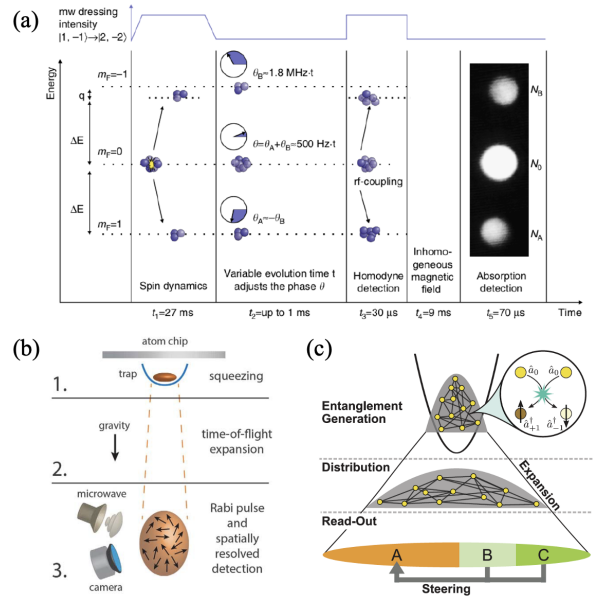 (a)
mw dressing
intensity
|1, -1⟩→|2, -2⟩
Energy
m_F=−1
q
ΔE
m_F=0
ΔE
m_F=1
θ_B≈1.8 MHz·t
θ=θ_A+θ_B≈500 Hz·t
θ_A≈−θ_B
rf-coupling
N_B
N_0
N_A
Spin dynamics
Variable evolution time t
adjusts the phase θ
Homodyne
detection
Inhomo-
geneous
magnetic
field
Absorption
detection
t_1=27 ms
t_2=up to 1 ms
t_3=30 µs
t_4=9 ms
t_5=70 µs
Time
(b)
atom chip
trap
1.
squeezing
gravity
time-of-flight
expansion
2.
microwave
Rabi pulse
and
spatially
resolved
detection
3.
camera
(c)
Entanglement
Generation
â_0
â_0
â†_+1
â†_−1
Distribution
Expansion
Read-Out
A
B
C
Steering